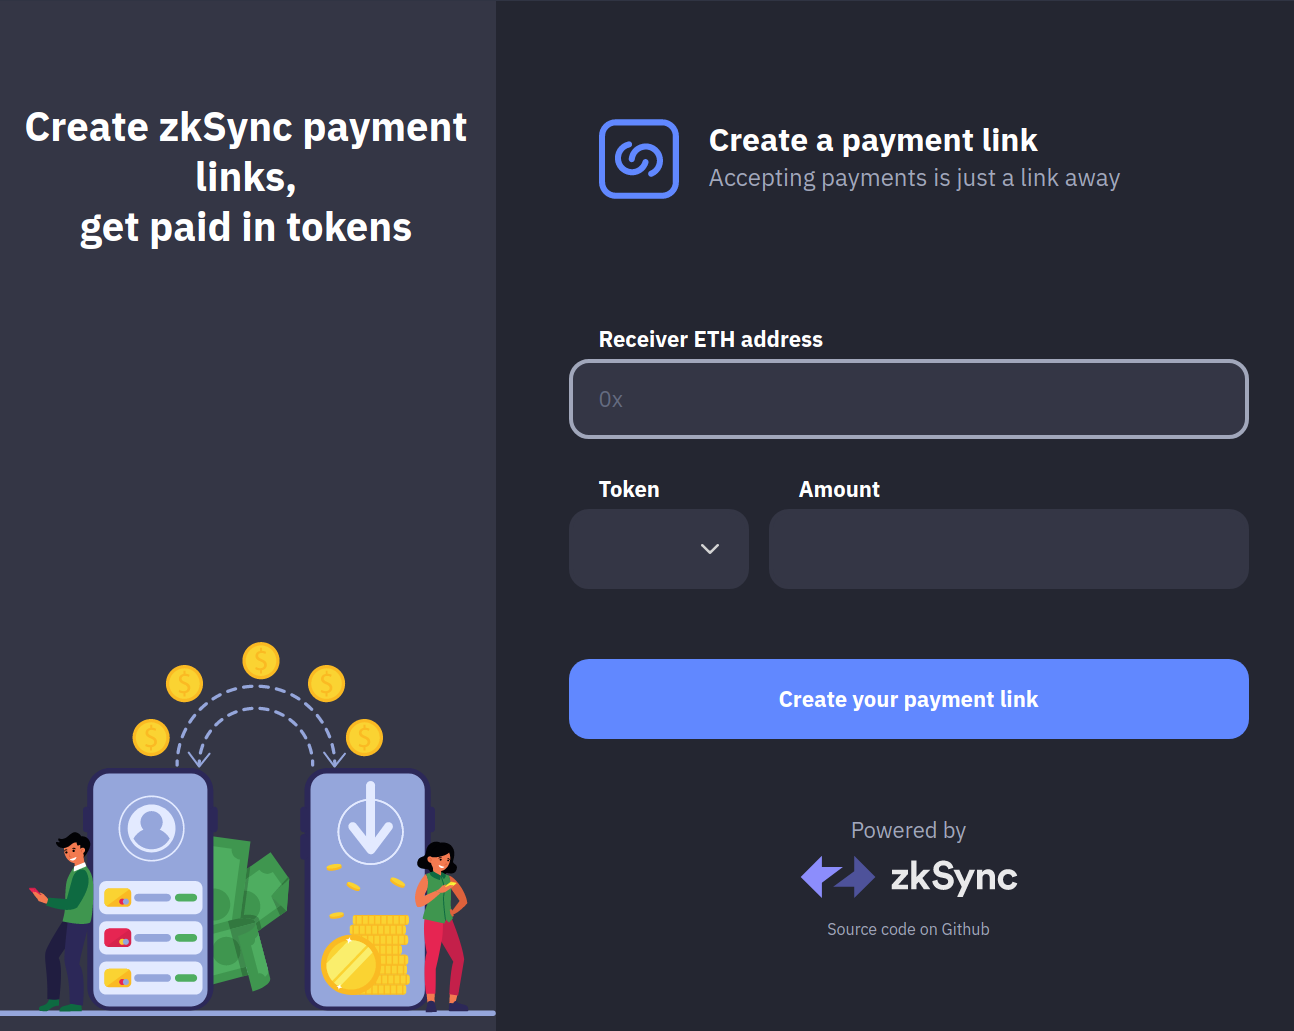 Create zkSync payment
links,
get paid in tokens
Create a payment link
Accepting payments is just a link away
Receiver ETH address
0x
Token
Amount
Create your payment link
Powered by
zkSync
Source code on Github